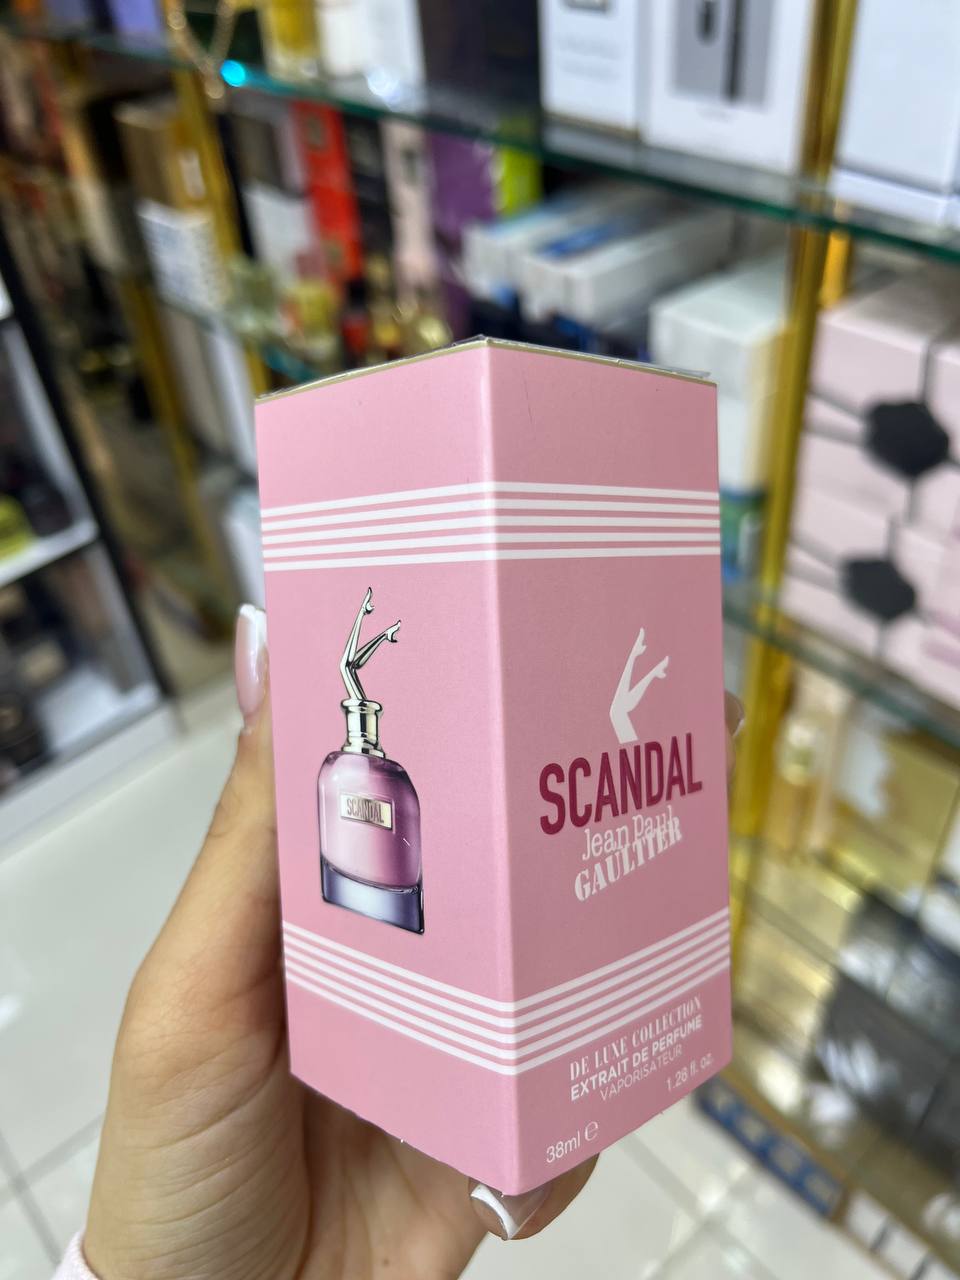 SCANDAL
SCANDAL
Jean Paul
GAULTIER
DE LUXE COLLECTION
EXTRAIT DE PERFUME
VAPORISATEUR
38ml ℮
1.26 fl. oz.